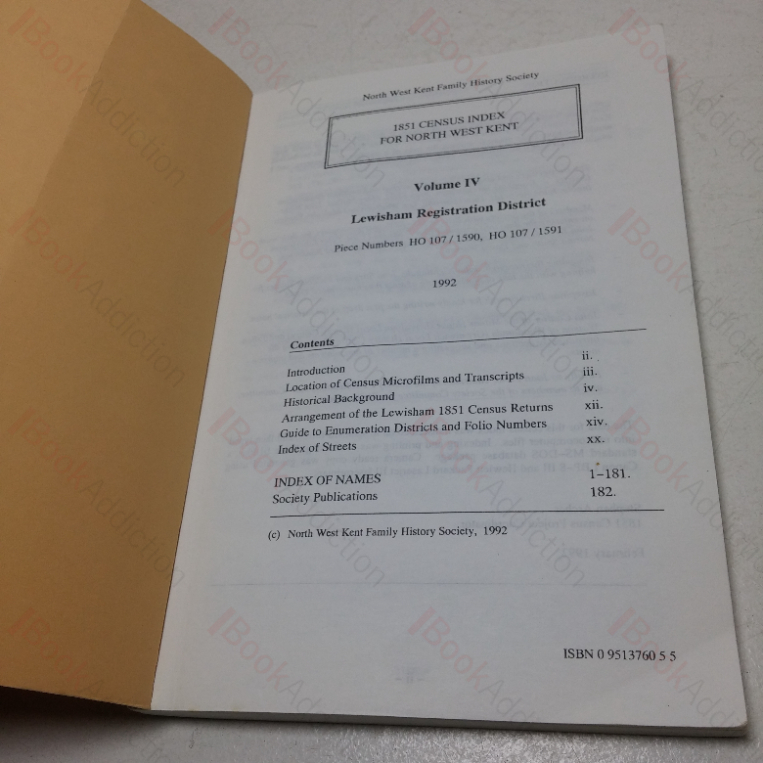 North West Kent Family History Society
1851 CENSUS INDEX
FOR NORTH WEST KENT
Volume IV
Lewisham Registration District
Piece Numbers HO 107 / 1590, HO 107 / 1591
1992
Contents
Introduction ii.
Location of Census Microfilms and Transcripts iii.
Historical Background iv.
Arrangement of the Lewisham 1851 Census Returns xii.
Guide to Enumeration Districts and Folio Numbers xiv.
Index of Streets xx.
INDEX OF NAMES 1-181.
Society Publications 182.
(c) North West Kent Family History Society, 1992
ISBN 0 9513760 5 5
BookAddiction